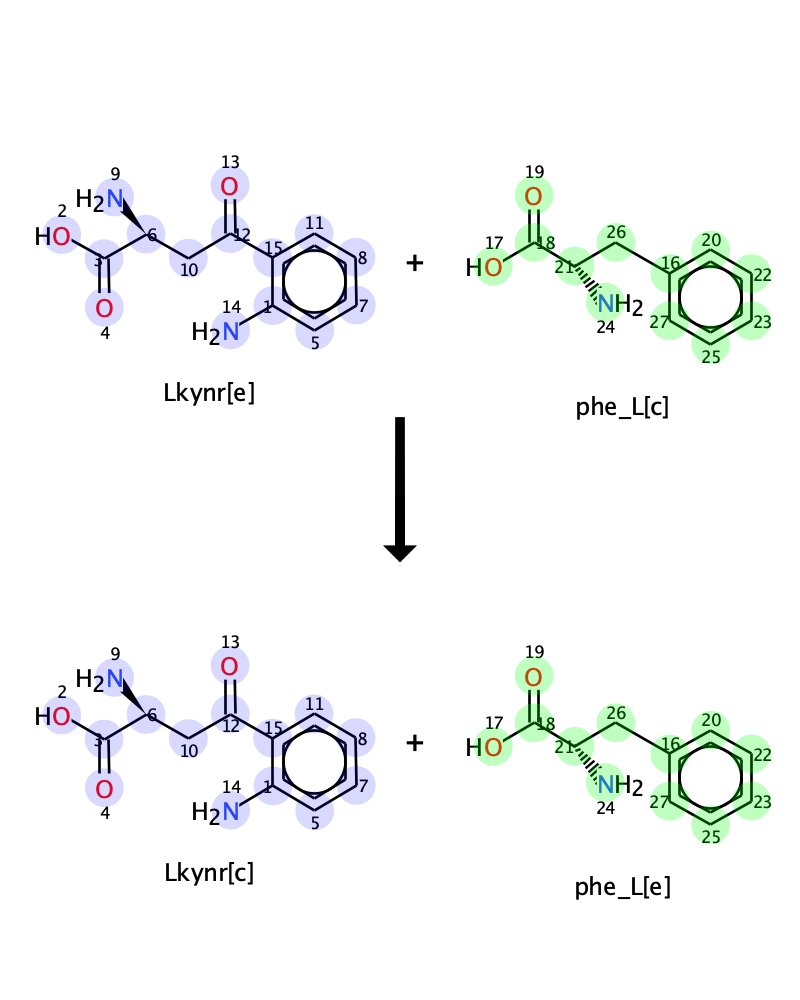 9 13
H2N O
2 11
HO 6 12 15 8
3 10
O 14 1 7
4 H2N 5
Lkynr[e]
+
19
O
17 18 26 20
HO 21 16 22
NH2 27 23
24 25
phe_L[c]
9 13
H2N O
2 11
HO 6 12 15 8
3 10
O 14 1 7
4 H2N 5
Lkynr[c]
+
19
O
17 18 26 20
HO 21 16 22
NH2 27 23
24 25
phe_L[e]